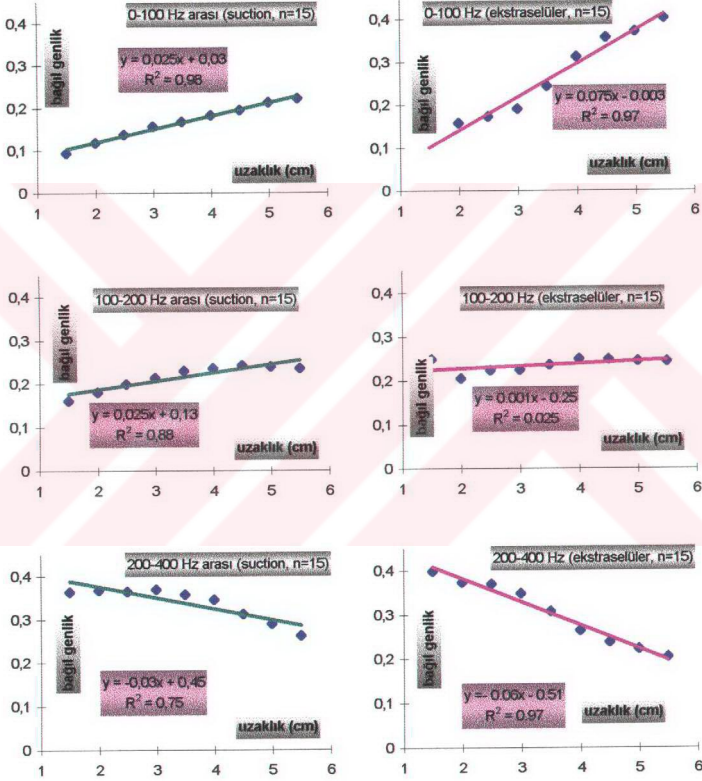 0-100 Hz arası (suction, n=15)
0,4
0,3
0,2
0,1
0
bağıl genlik
y = 0,025x + 0,03
R² = 0,98
uzaklık (cm)
1 2 3 4 5 6
0-100 Hz (ekstraselüler, n=15)
0,4
0,3
0,2
0,1
0
bağıl genlik
y = 0.075x - 0.003
R² = 0.97
uzaklık (cm)
1 2 3 4 5 6
100-200 Hz arası (suction, n=15)
0,4
0,3
0,2
0,1
0
bağıl genlik
y = 0,025x + 0,13
R² = 0,88
uzaklık (cm)
1 2 3 4 5 6
100-200 Hz (ekstraselüler, n=15)
0,4
0,3
0,2
0,1
0
bağıl genlik
y = 0.001x - 0.25
R² = 0.025
uzaklık (cm)
1 2 3 4 5 6
200-400 Hz arası (suction, n=15)
0,4
0,3
0,2
0,1
0
bağıl genlik
y = -0,03x + 0,45
R² = 0.75
uzaklık (cm)
1 2 3 4 5 6
200-400 Hz (ekstraselüler, n=15)
0,4
0,3
0,2
0,1
0
bağıl genlik
y = - 0.06x - 0.51
R² = 0.97
uzaklık (cm)
1 2 3 4 5 6